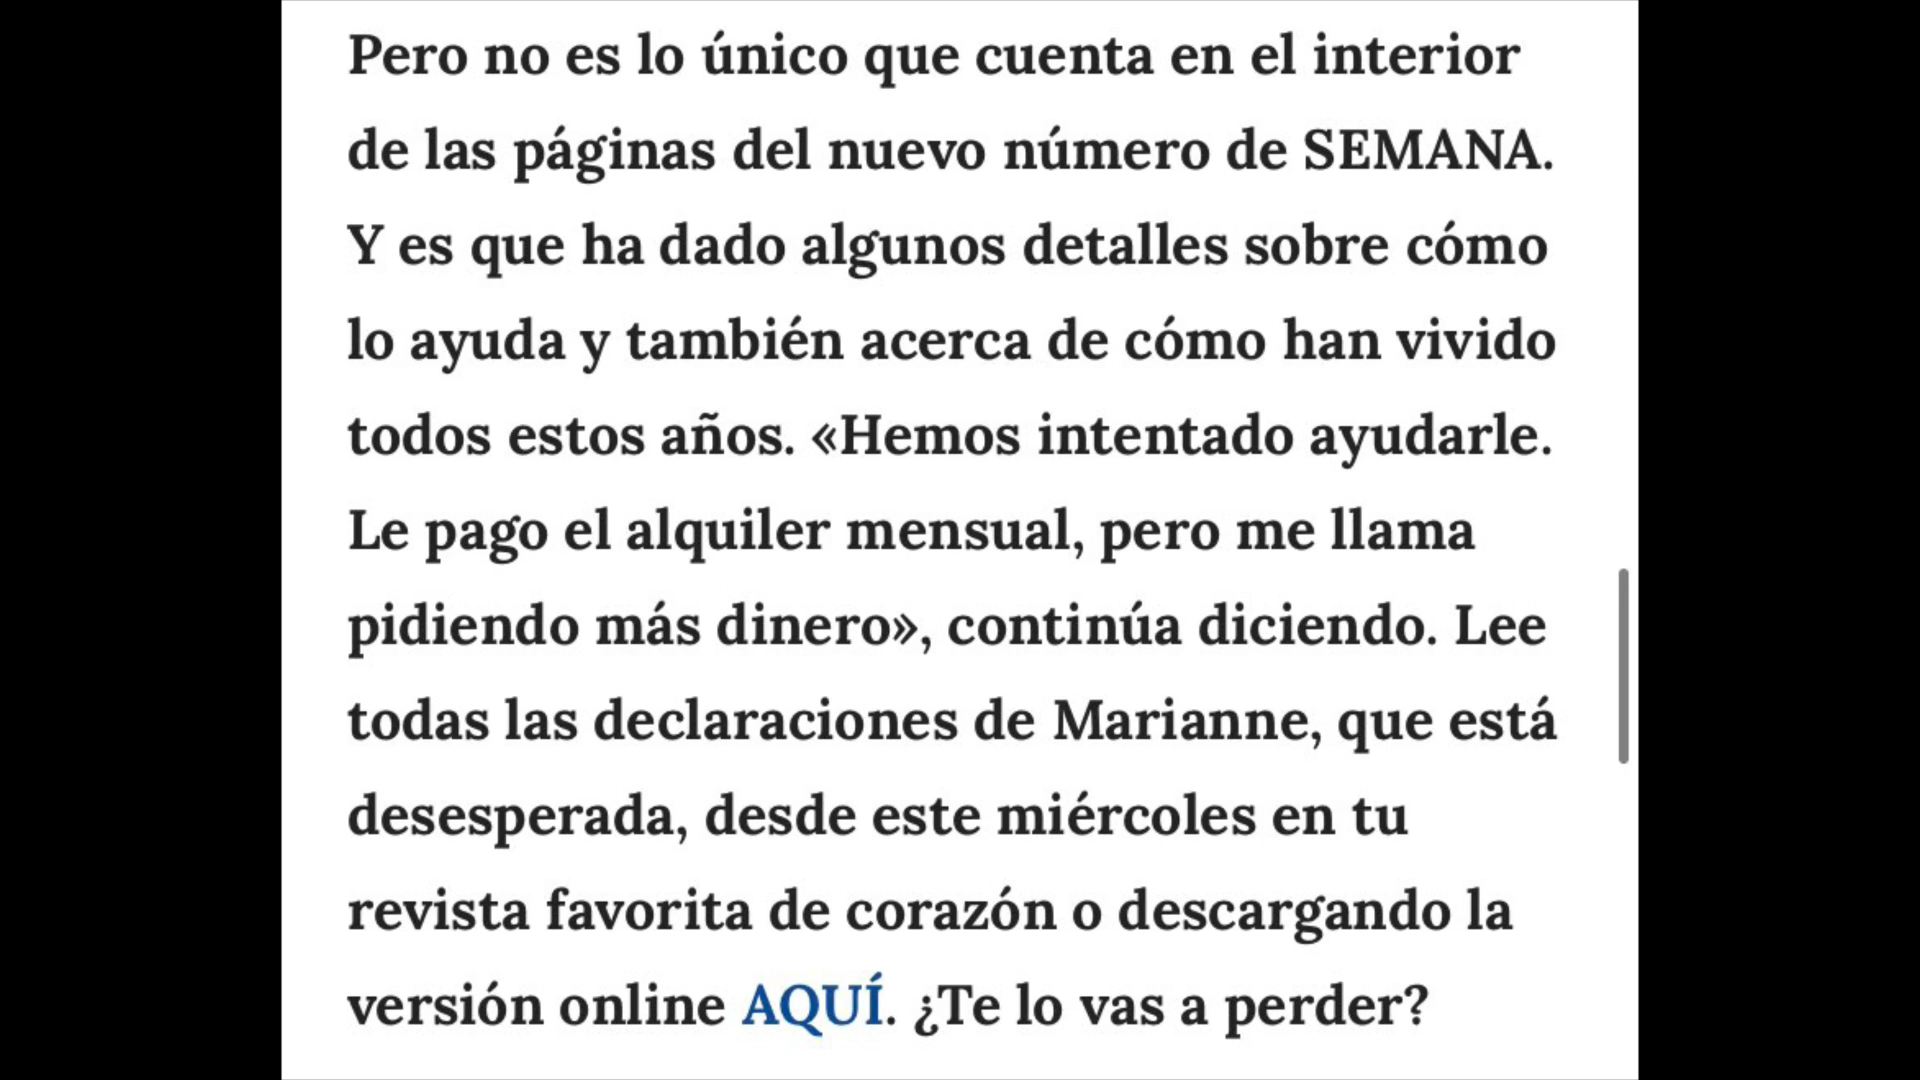 Pero no es lo único que cuenta en el interior
de las páginas del nuevo número de SEMANA.
Y es que ha dado algunos detalles sobre cómo
lo ayuda y también acerca de cómo han vivido
todos estos años. «Hemos intentado ayudarle.
Le pago el alquiler mensual, pero me llama
pidiendo más dinero», continúa diciendo. Lee
todas las declaraciones de Marianne, que está
desesperada, desde este miércoles en tu
revista favorita de corazón o descargando la
versión online AQUÍ. ¿Te lo vas a perder?